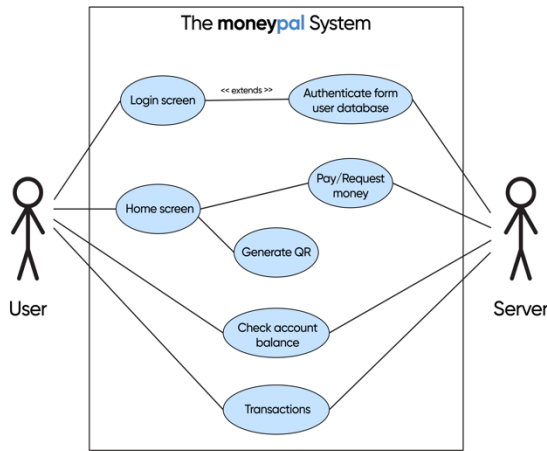 The moneypal System
Login screen
<< extends >>
Authenticate form
user database
Pay/Request
money
Home screen
Generate QR
User
Server
Check account
balance
Transactions